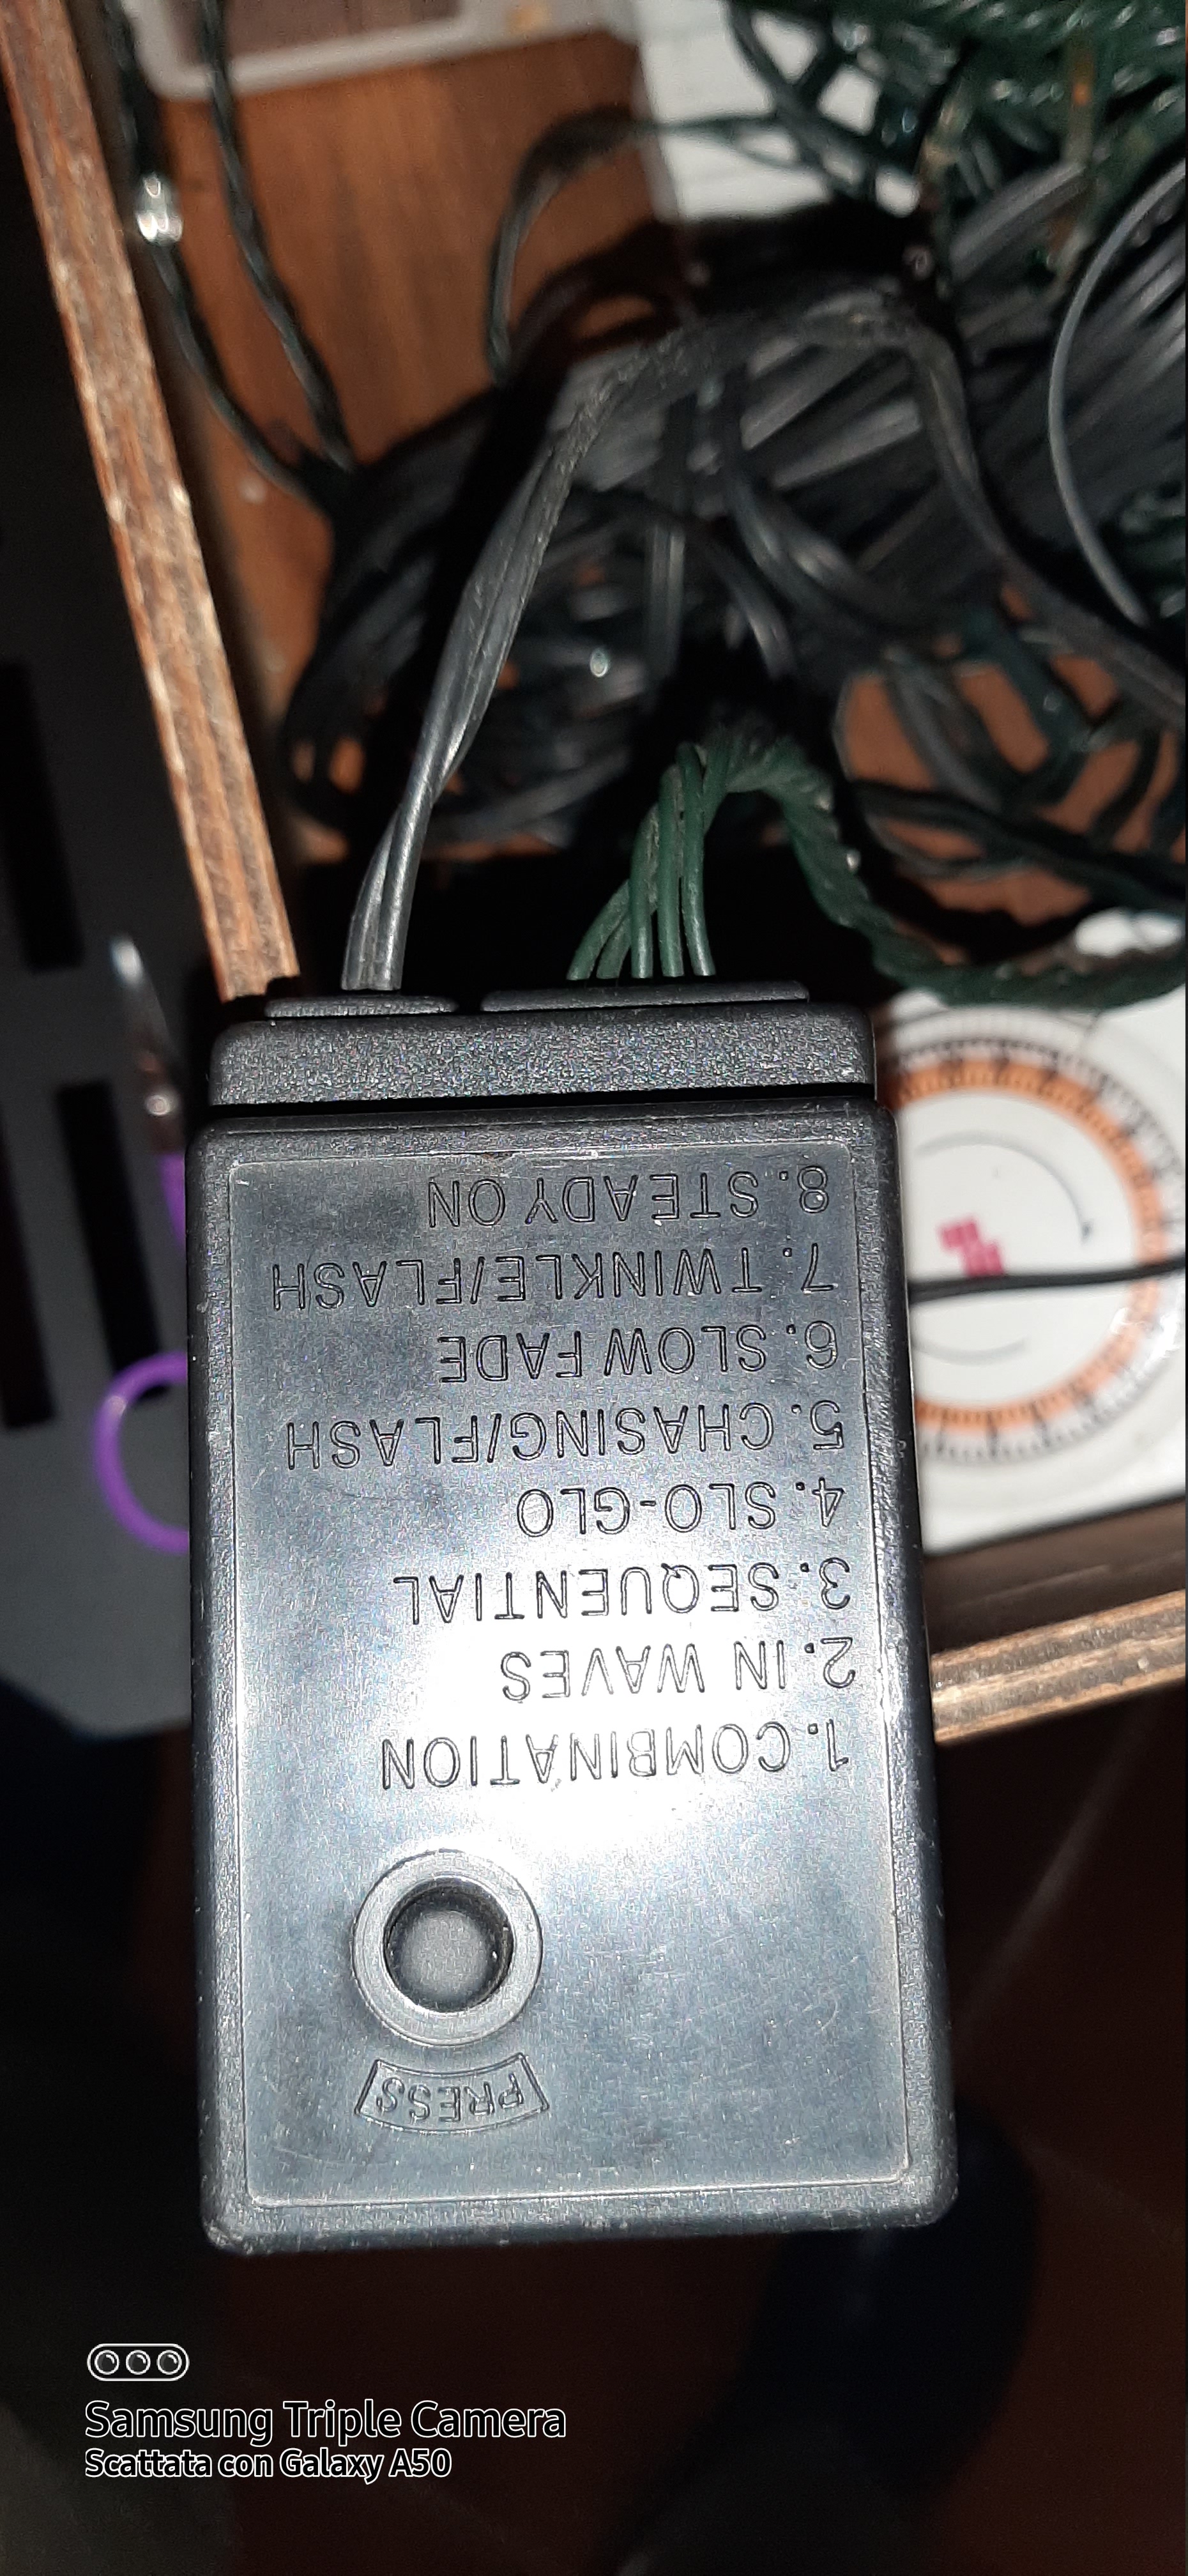 PRESS
1. COMBINATION
2. IN WAVES
3. SEQUENTIAL
4. SLO-GLO
5. CHASING/FLASH
6. SLOW FADE
7. TWINKLE/FLASH
8. STEADY ON
Samsung Triple Camera
Scattata con Galaxy A50